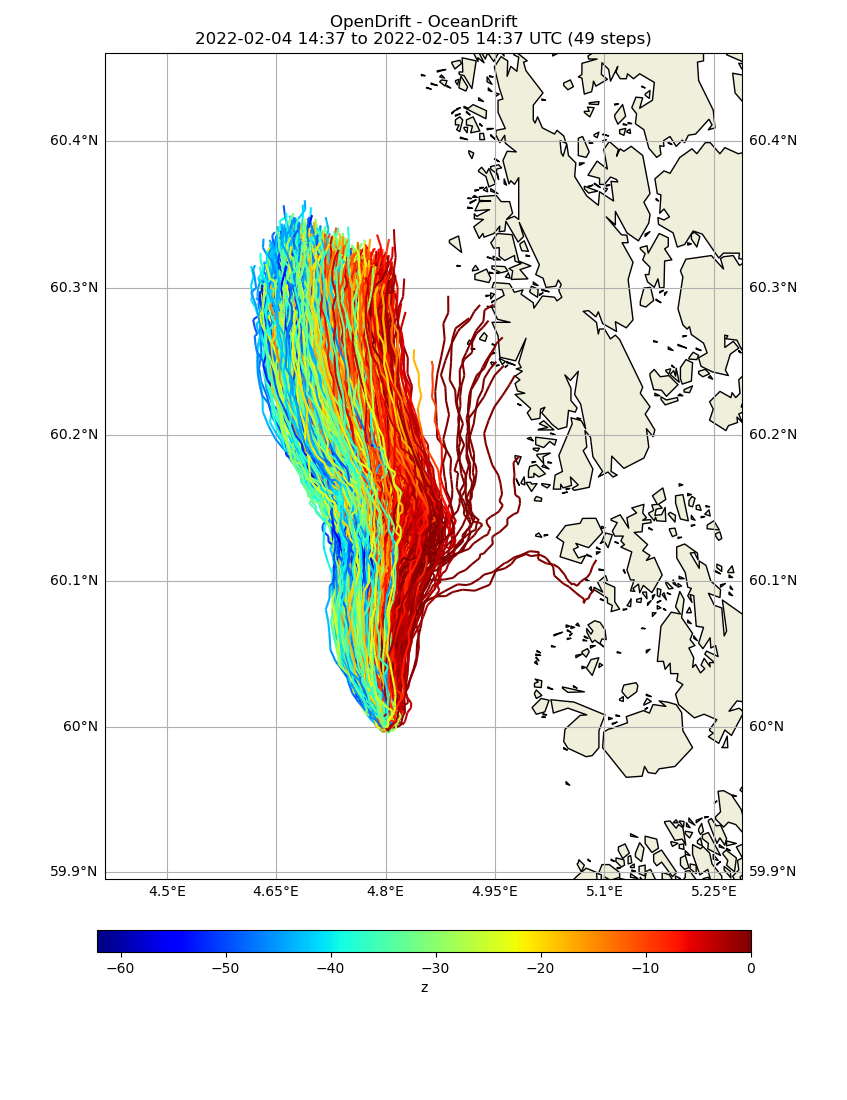 OpenDrift - OceanDrift
2022-02-04 14:37 to 2022-02-05 14:37 UTC (49 steps)
60.4°N 60.4°N
60.3°N 60.3°N
60.2°N 60.2°N
60.1°N 60.1°N
60°N 60°N
59.9°N 59.9°N
4.5°E 4.65°E 4.8°E 4.95°E 5.1°E 5.25°E
−60 −50 −40 −30 −20 −10 0
z